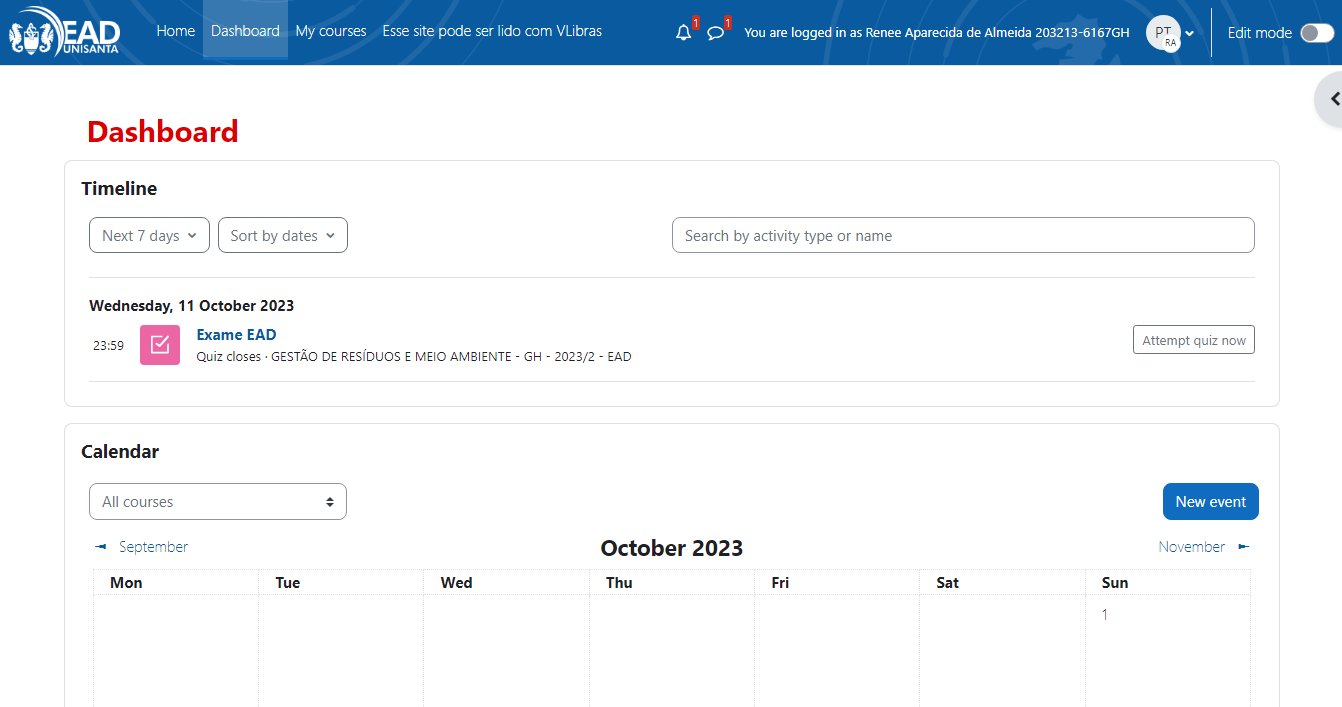 EAD
UNISANTA
Home Dashboard My courses Esse site pode ser lido com VLibras 1 1 You are logged in as Renee Aparecida de Almeida 203213-6167GH PT RA Edit mode
Dashboard
Timeline
Next 7 days Sort by dates Search by activity type or name
Wednesday, 11 October 2023
23:59 Exame EAD
Quiz closes · GESTÃO DE RESÍDUOS E MEIO AMBIENTE - GH - 2023/2 - EAD Attempt quiz now
Calendar
All courses New event
◄ September October 2023 November ►
Mon Tue Wed Thu Fri Sat Sun
1